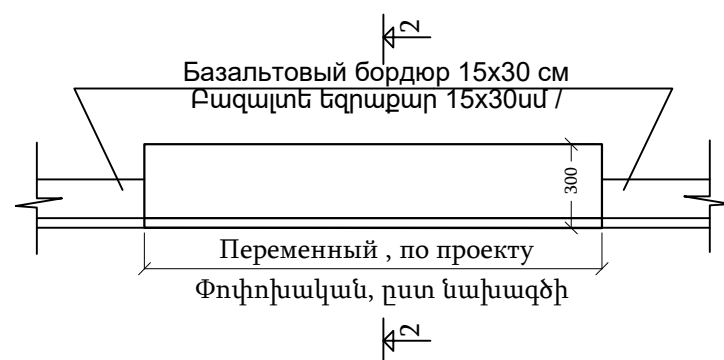 2
Базальтовый бордюр 15x30 см
Բազալտե եզրաքար 15x30սմ /
300
Переменный , по проекту
Փոփոխական, ըստ նախագծի
2